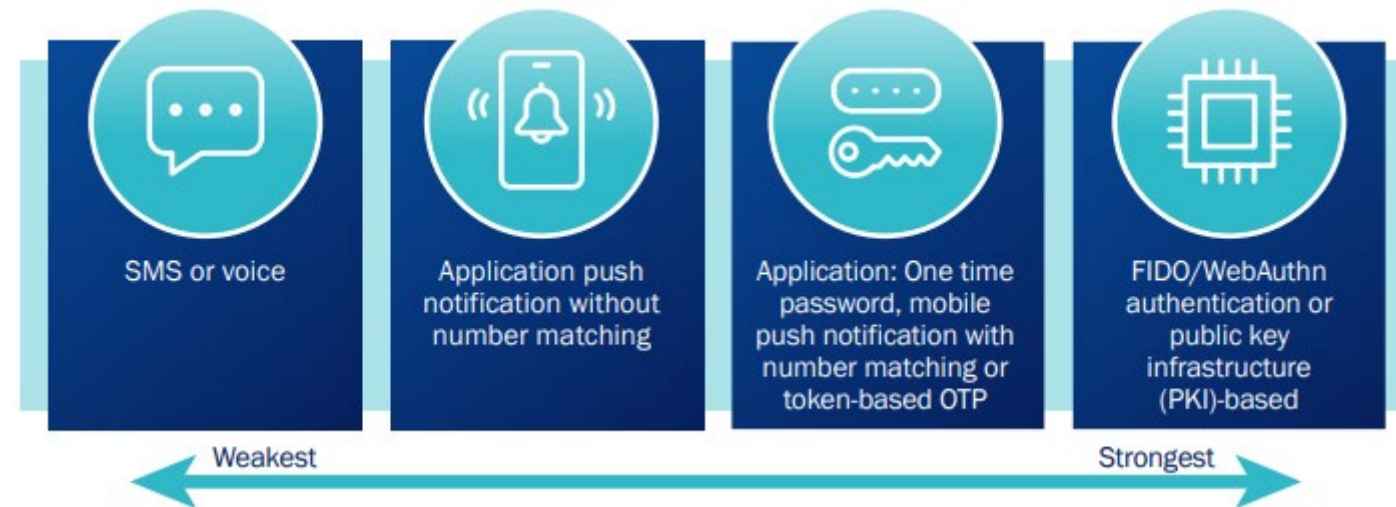 SMS or voice
Application push
notification without
number matching
Application: One time
password, mobile
push notification with
number matching or
token-based OTP
FIDO/WebAuthn
authentication or
public key
infrastructure
(PKI)-based
Weakest
Strongest